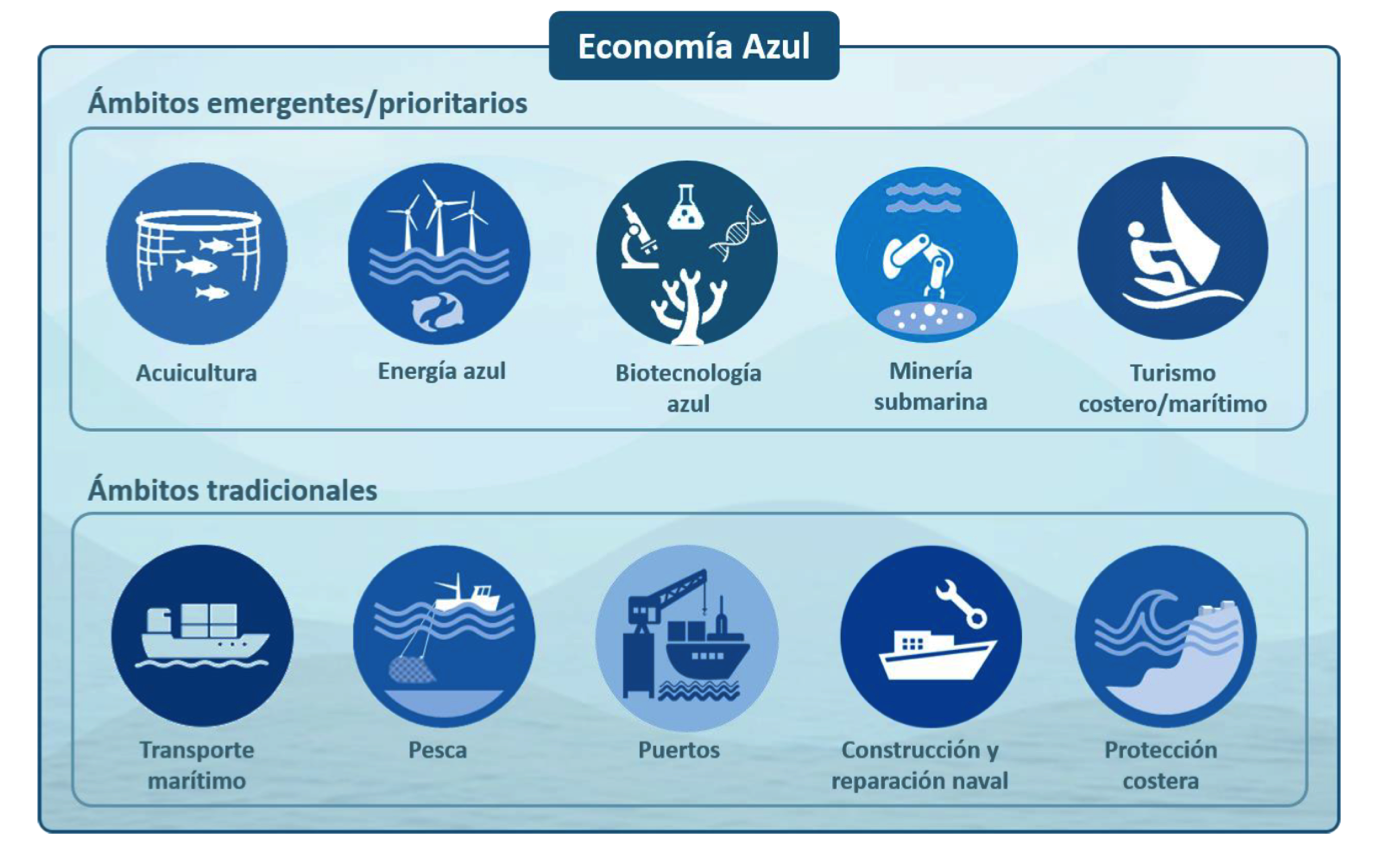 Economía Azul
Ámbitos emergentes/prioritarios
Acuicultura
Energía azul
Biotecnología
azul
Minería
submarina
Turismo
costero/marítimo
Ámbitos tradicionales
Transporte
marítimo
Pesca
Puertos
Construcción y
reparación naval
Protección
costera